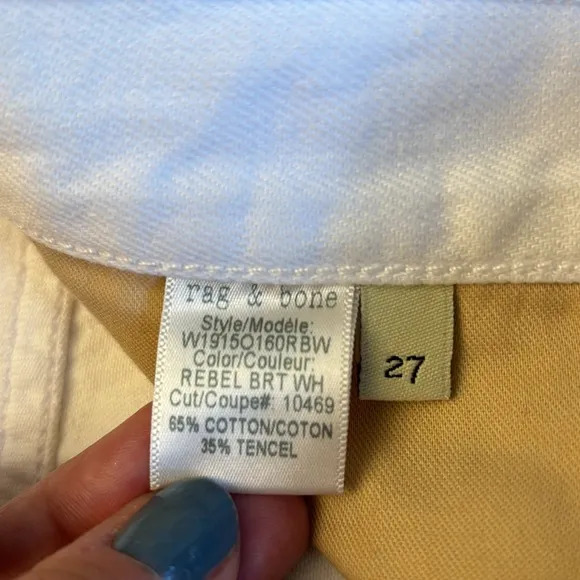 rag & bone
Style/Modèle:
W1915O160RBW
Color/Couleur:
REBEL BRT WH
Cut/Coupe#: 10469
65% COTTON/COTON
35% TENCEL
27